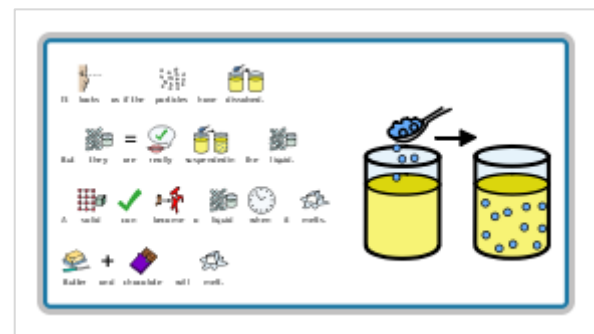 It looks as if the particles have dissolved.
But they are really suspended in the liquid.
A solid can become a liquid when it melts.
Butter and chocolate will melt.